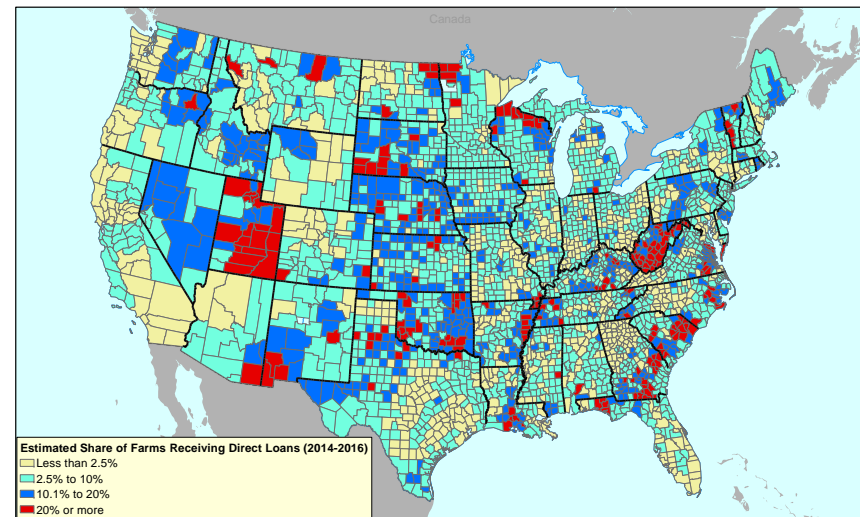 Canada
Estimated Share of Farms Receiving Direct Loans (2014-2016)
Less than 2.5%
2.5% to 10%
10.1% to 20%
20% or more